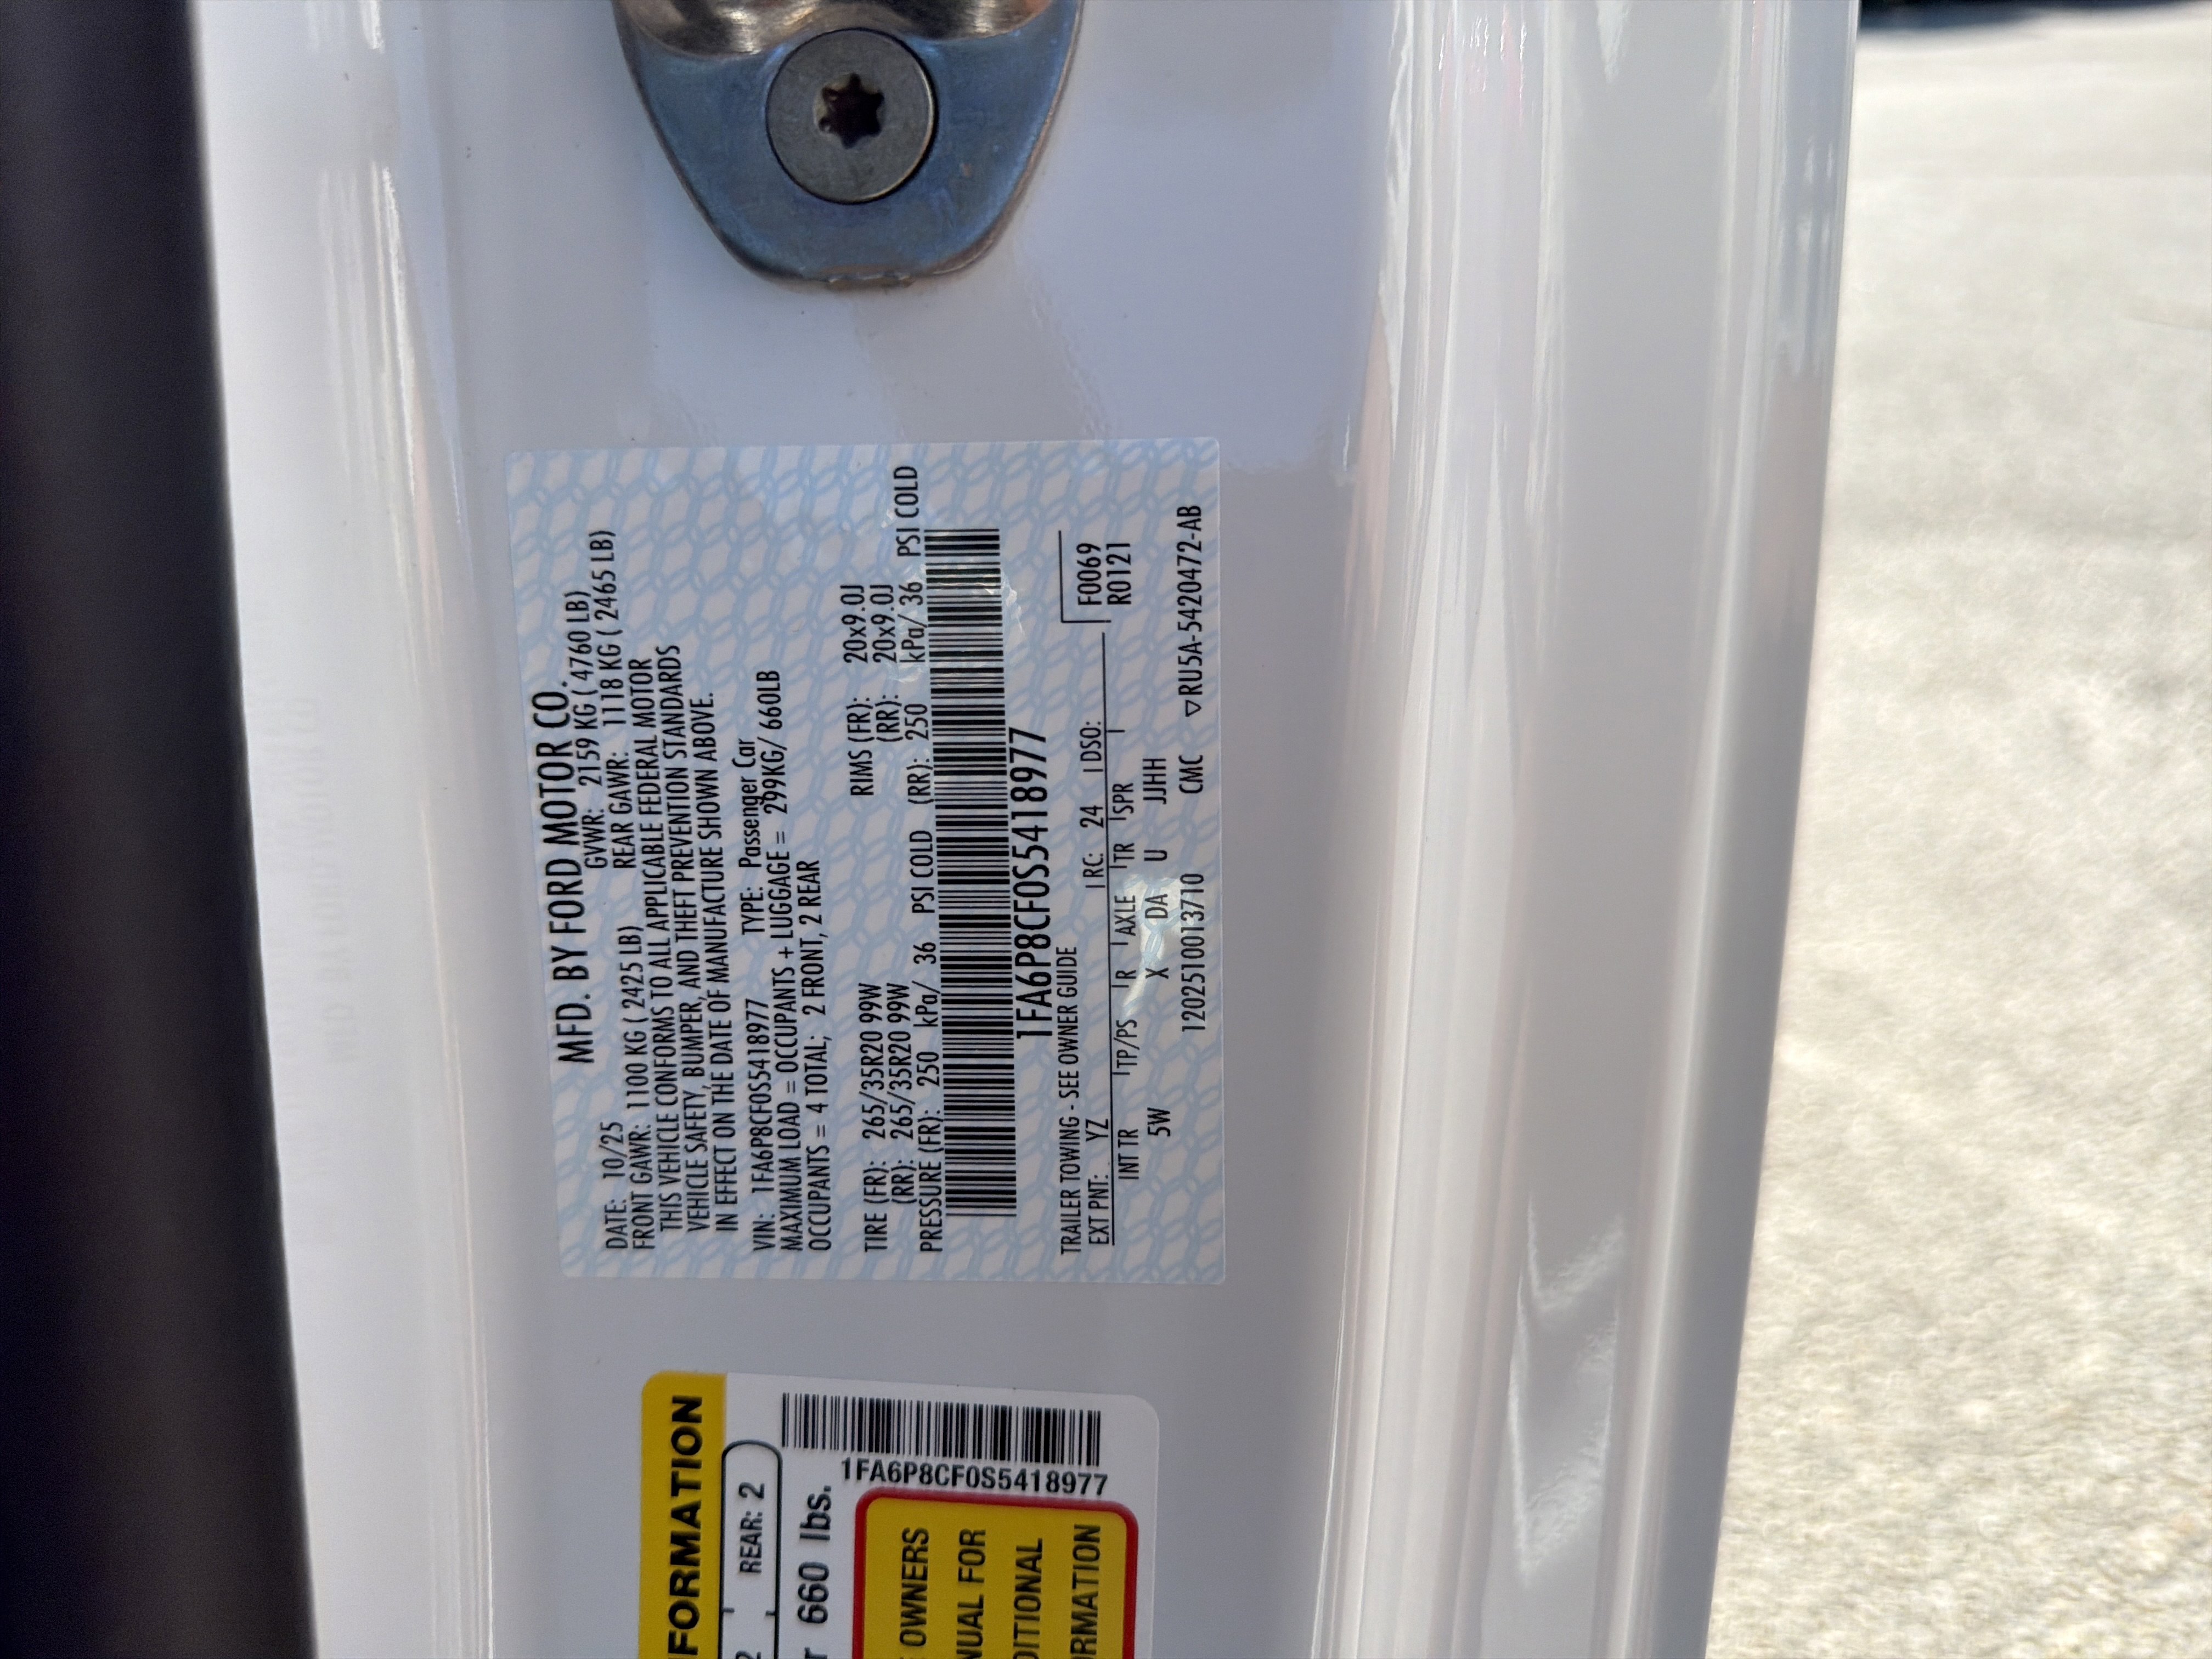 MFD. BY FORD MOTOR CO.
DATE: 10/25 GVWR: 2159 KG ( 4760 LB)
FRONT GAWR: 1100 KG ( 2425 LB) REAR GAWR: 1118 KG ( 2465 LB)
THIS VEHICLE CONFORMS TO ALL APPLICABLE FEDERAL MOTOR
VEHICLE SAFETY, BUMPER, AND THEFT PREVENTION STANDARDS
IN EFFECT ON THE DATE OF MANUFACTURE SHOWN ABOVE.
VIN: 1FA6P8CF0S5418977 TYPE: Passenger Car
MAXIMUM LOAD = OCCUPANTS + LUGGAGE = 299KG/ 660LB
OCCUPANTS = 4 TOTAL; 2 FRONT, 2 REAR
TIRE (FR): 265/35R20 99W RIMS (FR): 20x9.0J
(RR): 265/35R20 99W (RR): 20x9.0J
PRESSURE (FR): 250 kPa/ 36 PSI COLD (RR): 250 kPa/ 36 PSI COLD
1FA6P8CF0S5418977
TRAILER TOWING - SEE OWNER GUIDE
EXT PNT: YZ RC: 24 DSO: F0069
INT TR TP/PS R AXLE TR SPR R0121
5W X DA U JJHH
1202510013710 CMC ▽RU5A-5420472-AB
FORMATION
2 REAR: 2
r 660 lbs.
1FA6P8CF0S5418977
OWNERS
NUAL FOR
DITIONAL
ORMATION